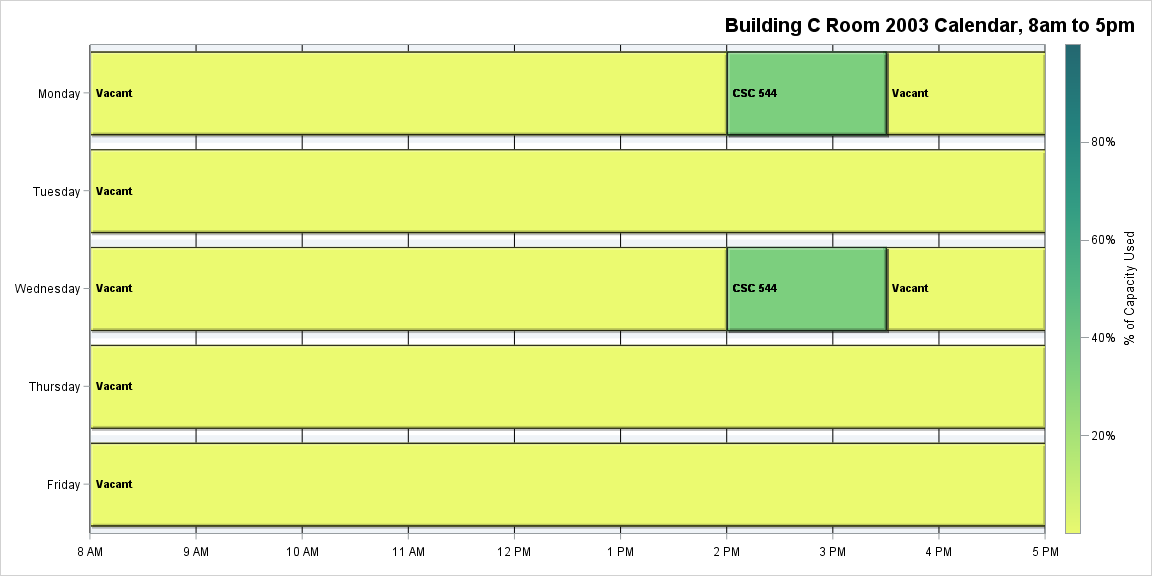 Building C Room 2003 Calendar, 8am to 5pm
Monday
Vacant
CSC 544
Vacant
Tuesday
Vacant
Wednesday
Vacant
CSC 544
Vacant
Thursday
Vacant
Friday
Vacant
8 AM
9 AM
10 AM
11 AM
12 PM
1 PM
2 PM
3 PM
4 PM
5 PM
80%
60%
40%
20%
% of Capacity Used